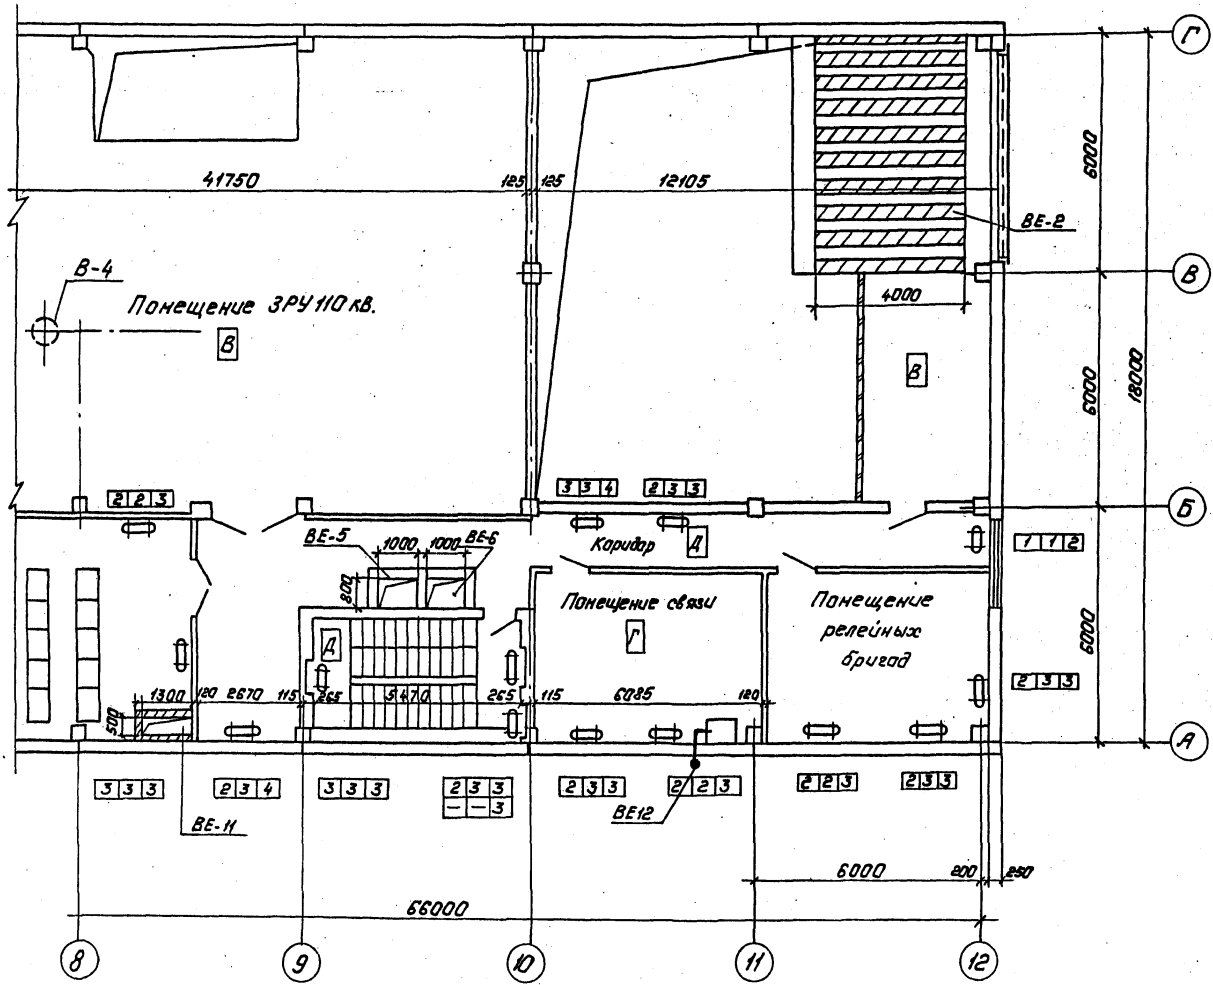 Г
41750
125
125
12105
6000
ВЕ-2
В-4
В
Помещение ЗРУ 110 кв.
4000
В
В
6000
18000
2 2 3
3 3 4
2 3 3
Б
ВЕ-5
1000
1000
ВЕ-6
Коридор
Д
1 1 2
800
Помещение связи
Помещение
релейных
бригад
Д
Г
6000
2 3 3
1300
120
2670
115
265
5470
265
115
6085
120
500
А
3 3 3
2 3 4
3 3 3
2 3 3
— — 3
2 3 3
2 2 3
2 2 3
2 3 3
ВЕ-11
ВЕ12
6000
200
250
66000
8
9
10
11
12